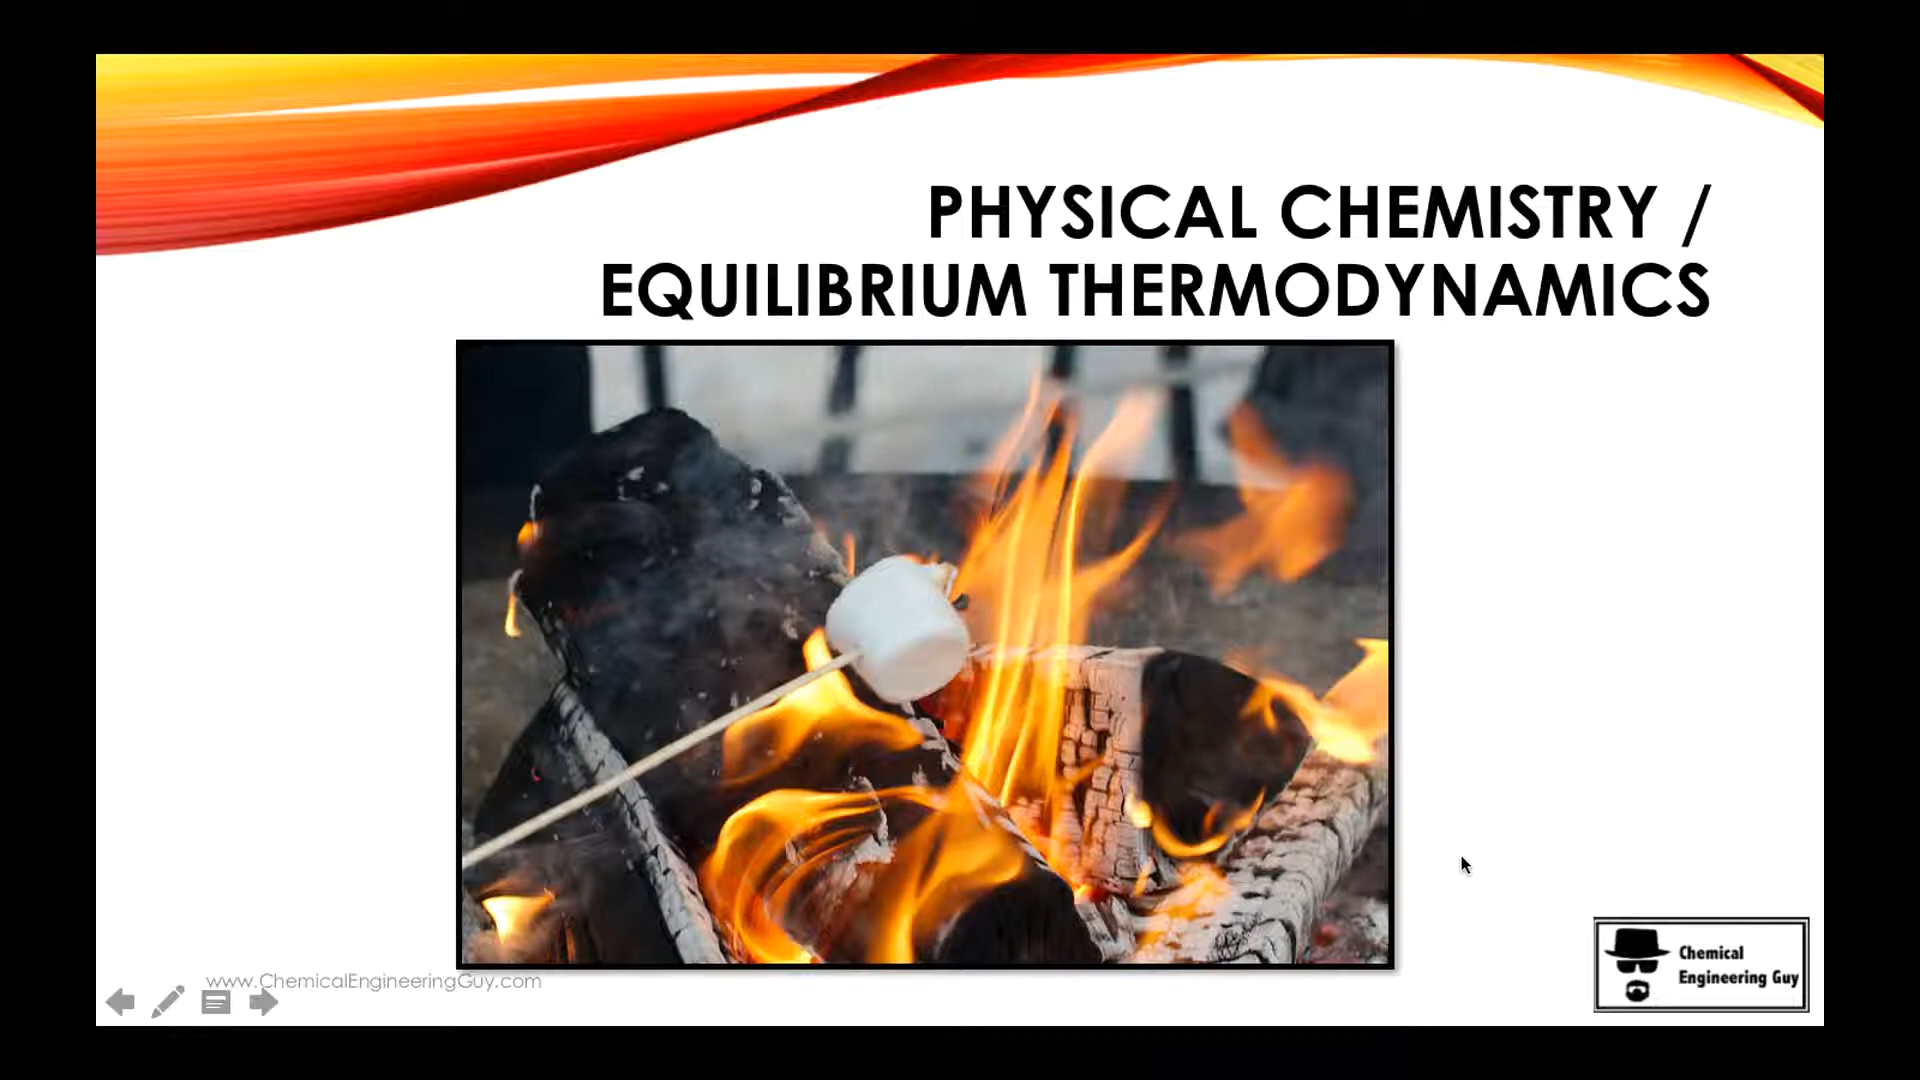 PHYSICAL CHEMISTRY /
EQUILIBRIUM THERMODYNAMICS
www.ChemicalEngineeringGuy.com
Chemical
Engineering Guy